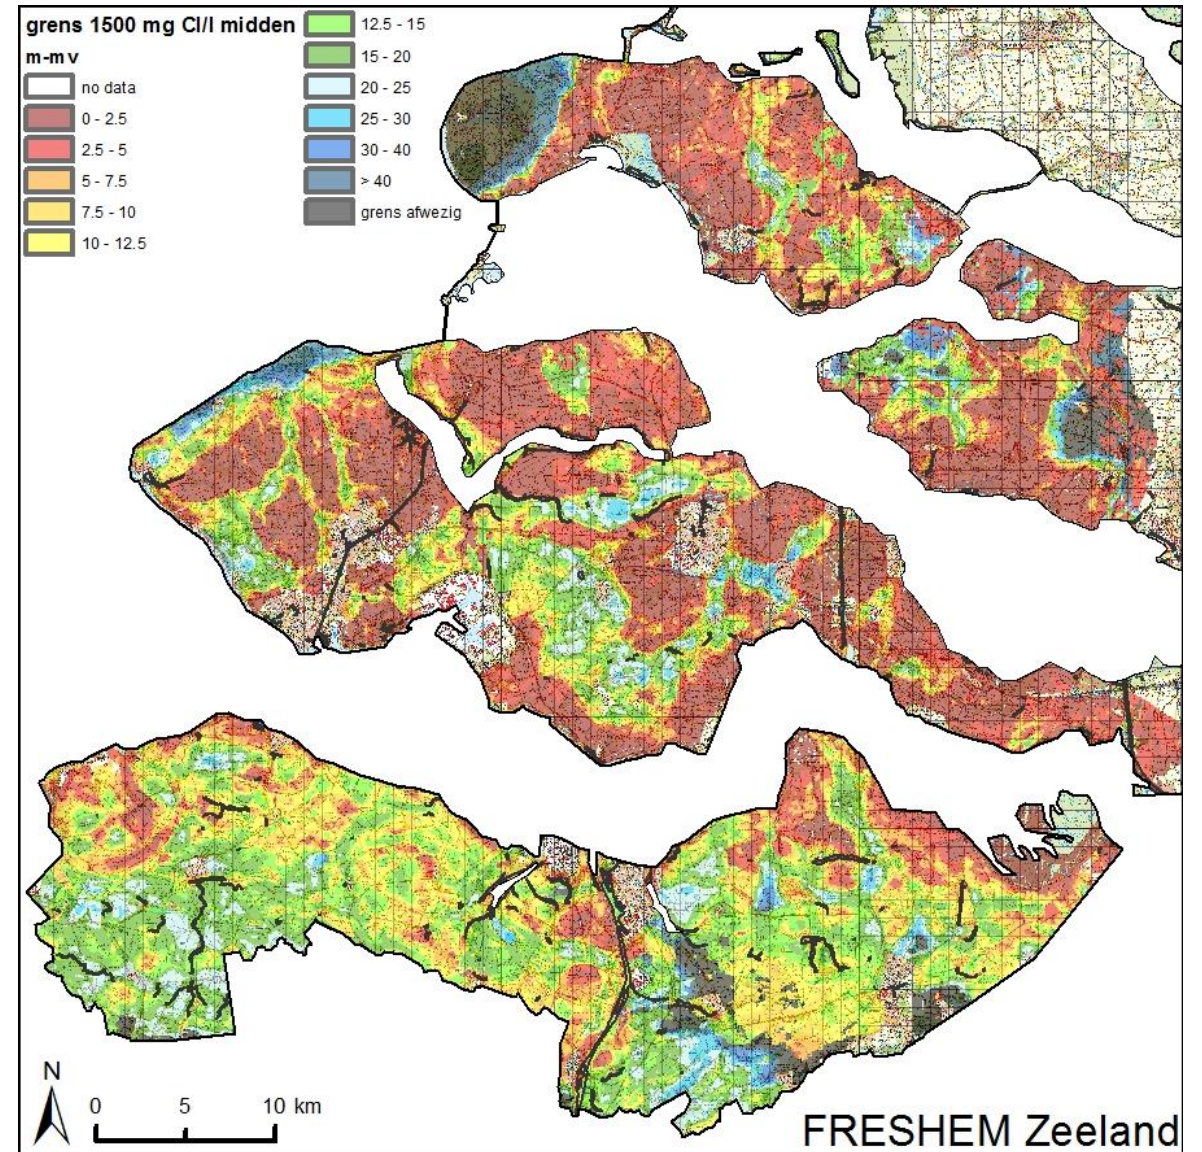 grens 1500 mg Cl/l midden
m-mv
no data
0 - 2.5
2.5 - 5
5 - 7.5
7.5 - 10
10 - 12.5
12.5 - 15
15 - 20
20 - 25
25 - 30
30 - 40
> 40
grens afwezig
N
0 5 10 km
FRESHEM Zeeland